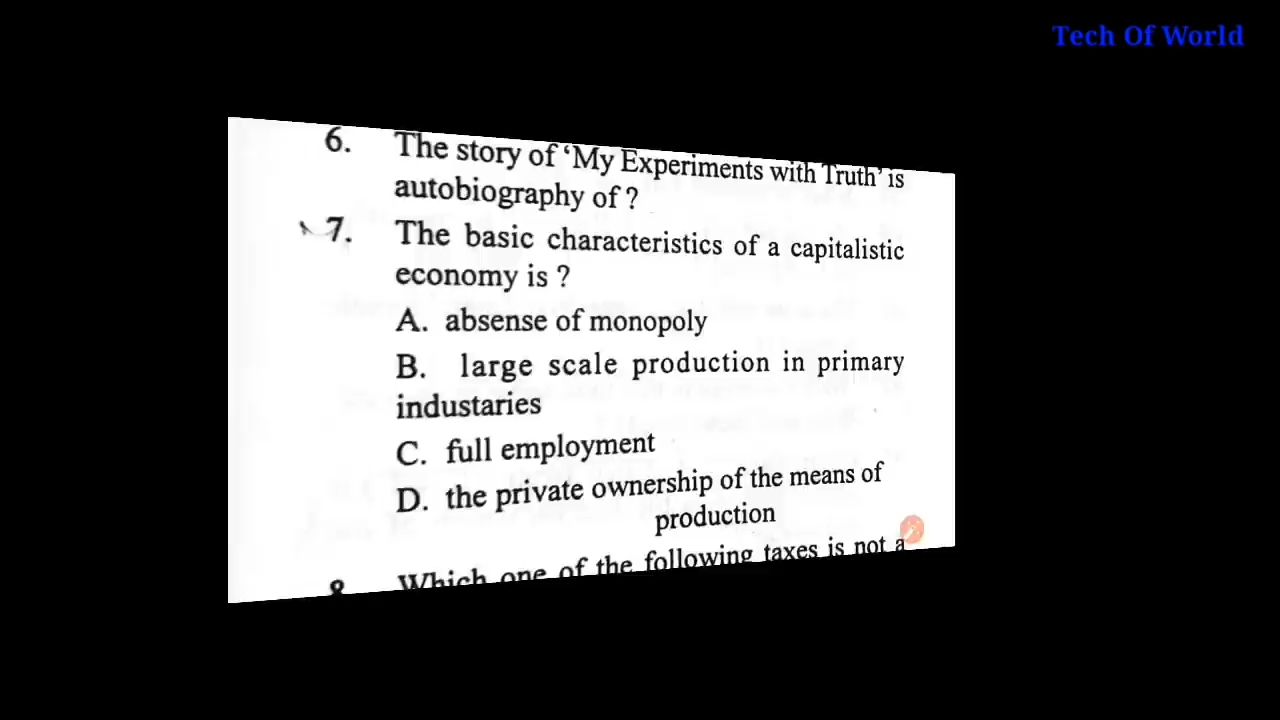 Tech Of World
6. The story of ‘My Experiments with Truth’ is
autobiography of ?
7. The basic characteristics of a capitalistic
economy is ?
A. absense of monopoly
B. large scale production in primary
industaries
C. full employment
D. the private ownership of the means of
production
8 Which one of the following taxes is not a